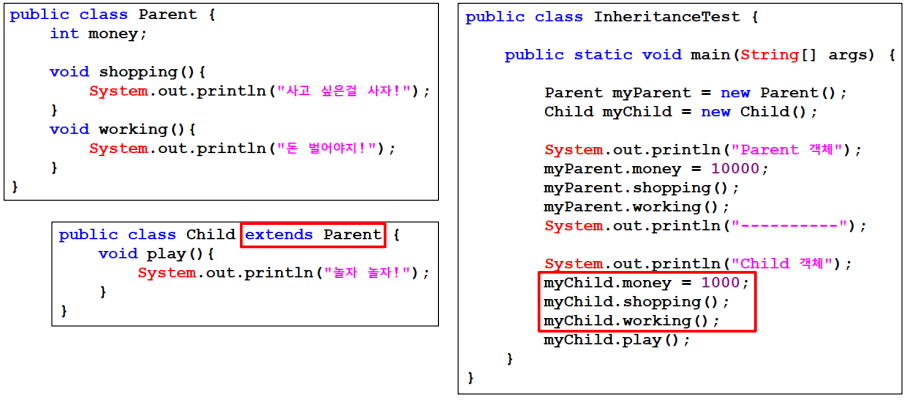 public class Parent {
    int money;

    void shopping(){
        System.out.println("사고 싶은걸 사자!");
    }
    void working(){
        System.out.println("돈 벌어야지!");
    }
}
public class Child extends Parent {
    void play(){
        System.out.println("놀자 놀자!");
    }
}
public class InheritanceTest {

    public static void main(String[] args) {

        Parent myParent = new Parent();
        Child myChild = new Child();

        System.out.println("Parent 객체");
        myParent.money = 10000;
        myParent.shopping();
        myParent.working();
        System.out.println("----------");

        System.out.println("Child 객체");
        myChild.money = 1000;
        myChild.shopping();
        myChild.working();
        myChild.play();
    }
}